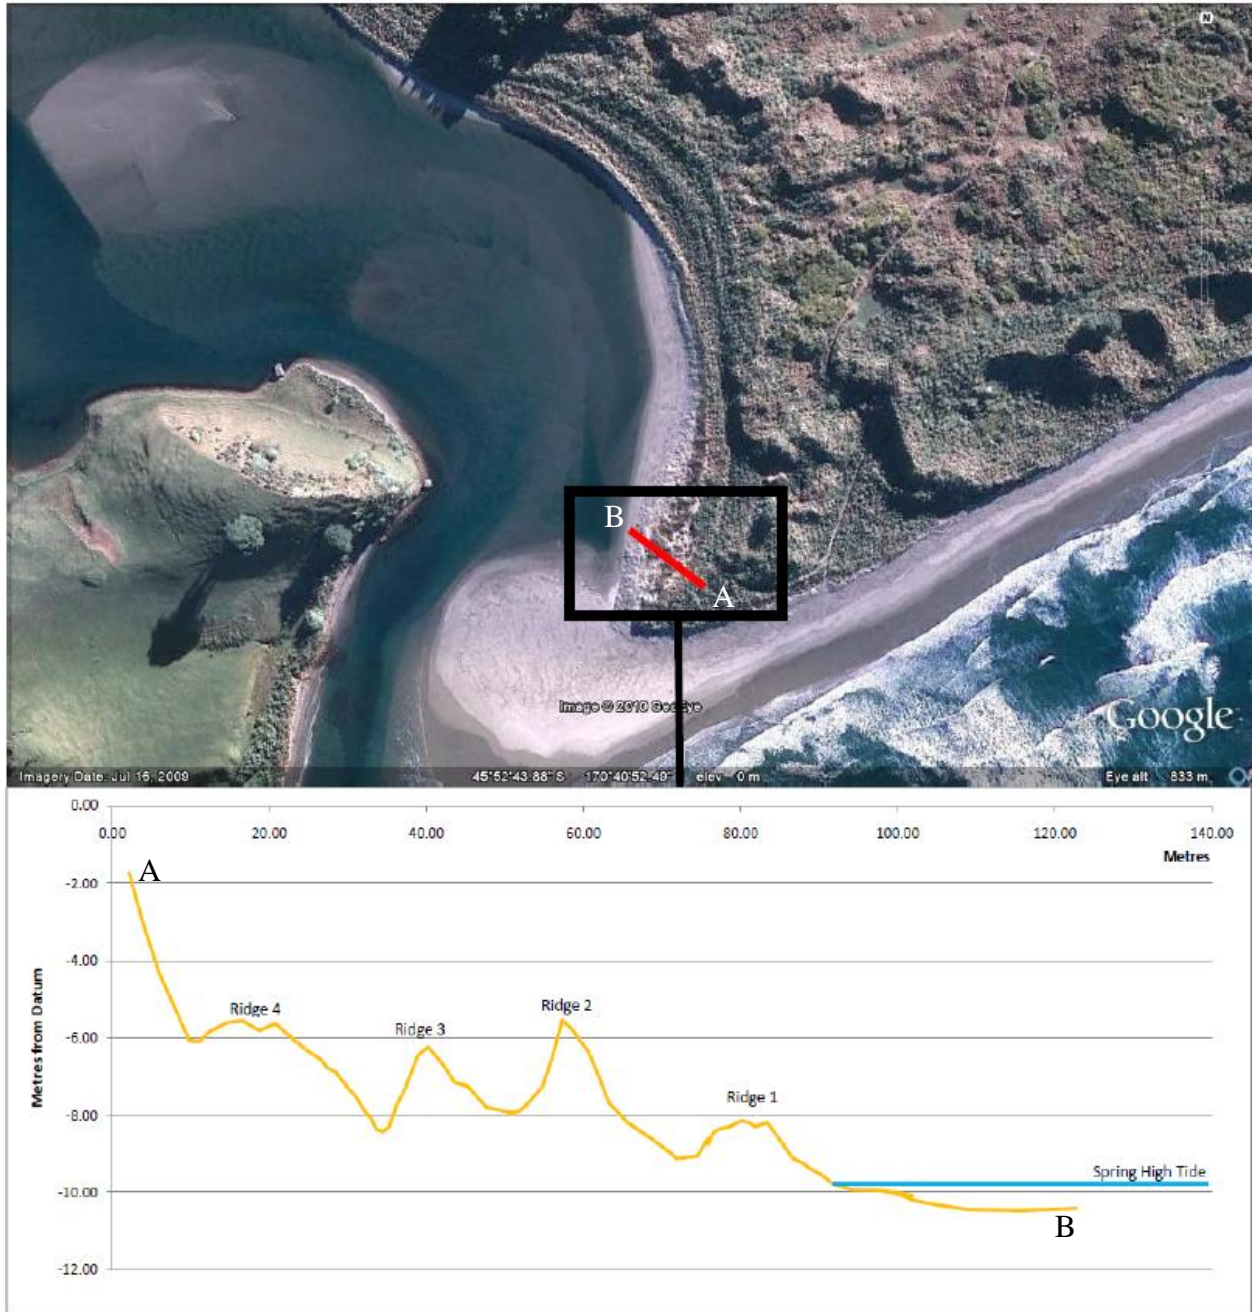 N
B
A
Image © 2010 GeoEye
Google
Imagery Date: Jul 16, 2009 45°52'43.88" S 170°40'52.49" elev 0 m Eye alt 833 m
0.00
0.00 20.00 40.00 60.00 80.00 100.00 120.00 140.00
Metres
A
-2.00
-4.00
Metres from Datum
Ridge 4
Ridge 3
Ridge 2
-6.00
Ridge 1
-8.00
Spring High Tide
-10.00
B
-12.00